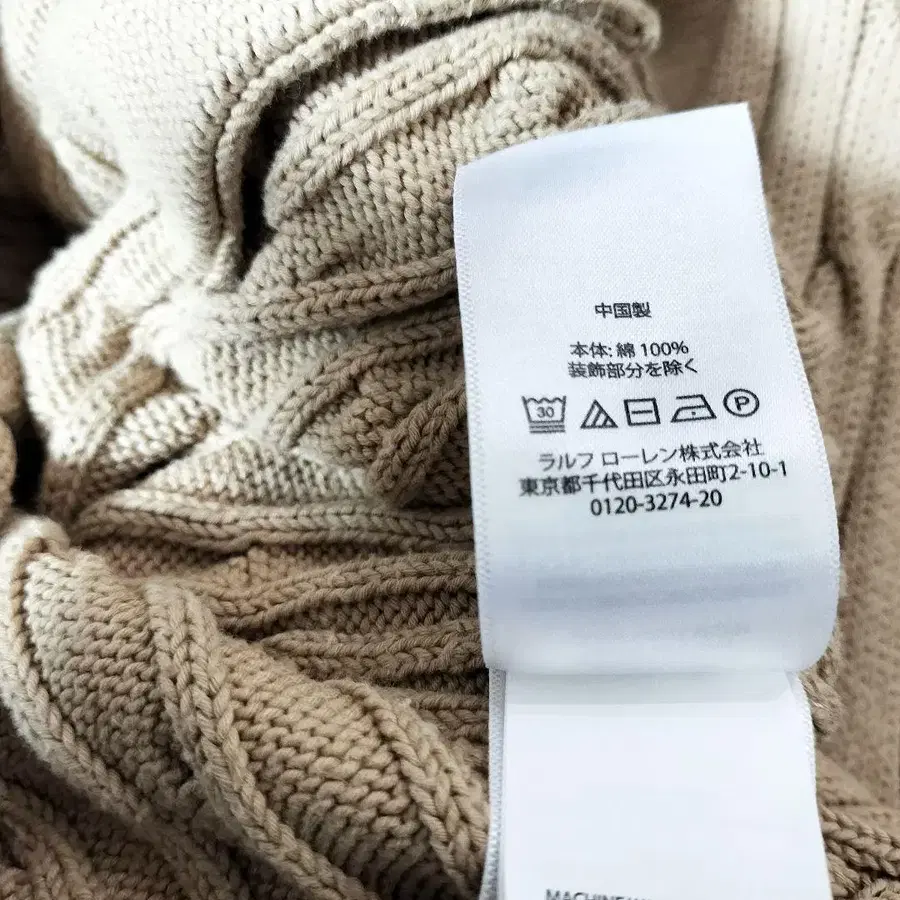 中国製
本体: 綿 100%
装飾部分を除く
30 P
ラルフ ローレン株式会社
東京都千代田区永田町2-10-1
0120-3274-20